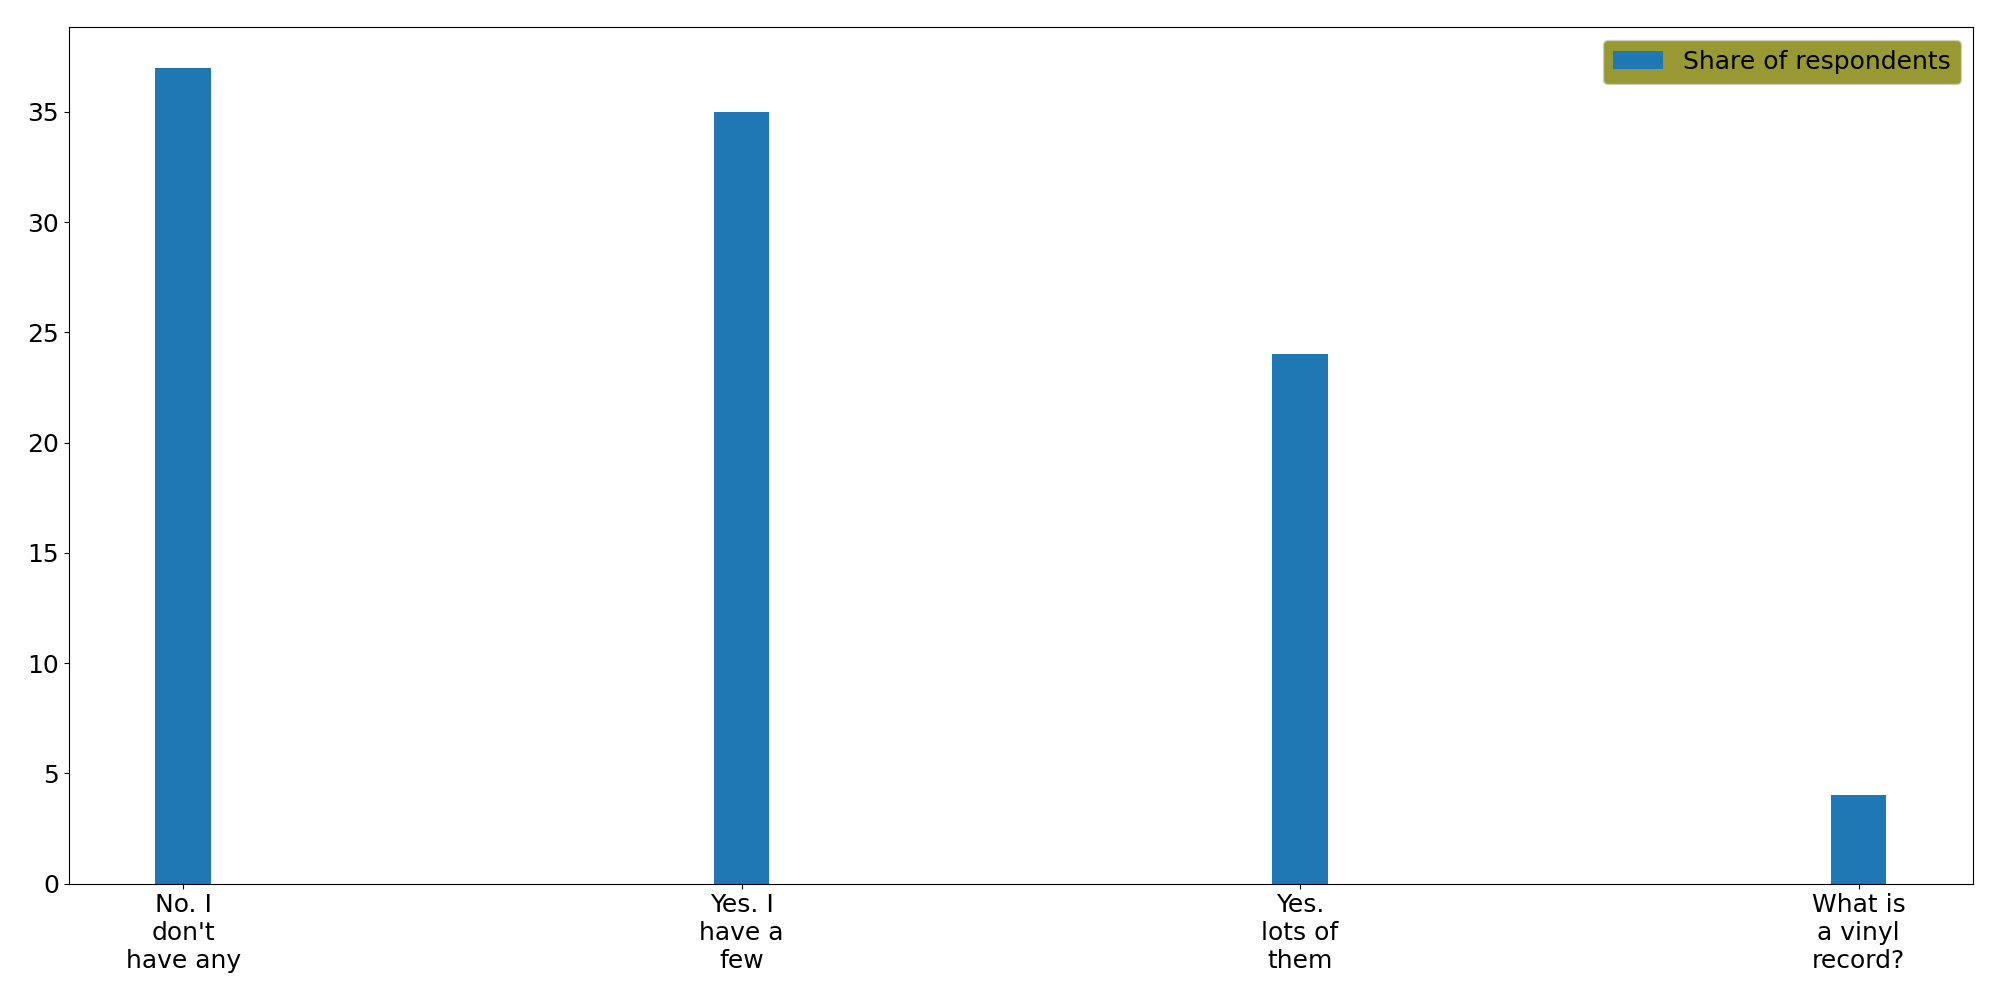 Share of respondents
35
30
25
20
15
10
5
0
No. I
don't
have any
Yes. I
have a
few
Yes.
lots of
them
What is
a vinyl
record?